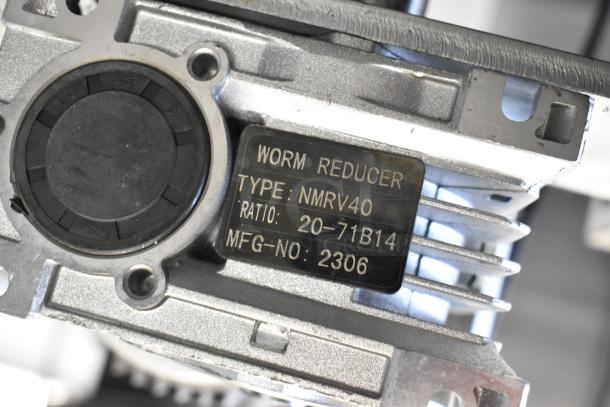 WORM REDUCER
TYPE: NMRV40
RATIO: 20-71B14
MFG-NO: 2306